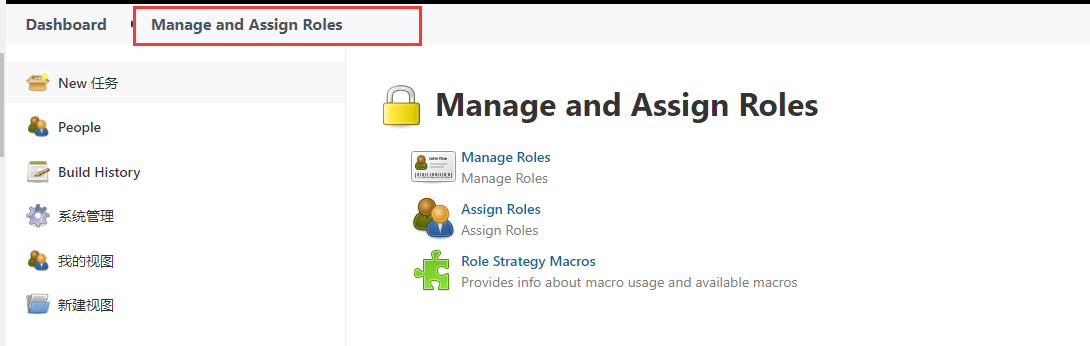 Dashboard Manage and Assign Roles
New 任务
People
Build History
系统管理
我的视图
新建视图
Manage and Assign Roles
John Doe
Manage Roles
Manage Roles
Assign Roles
Assign Roles
Role Strategy Macros
Provides info about macro usage and available macros